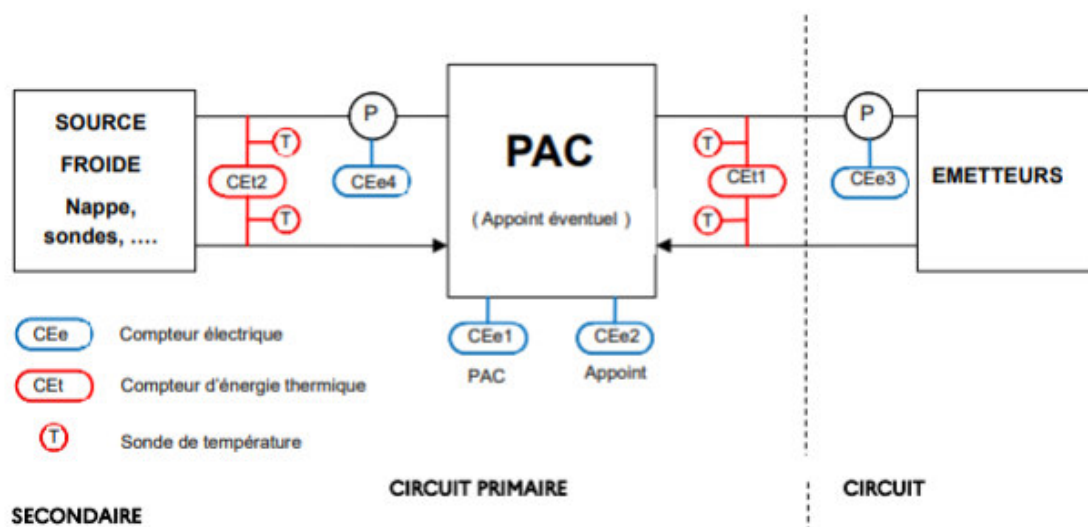 SOURCE
FROIDE
Nappe,
sondes, ....
T
CEt2
T
P
CEe4
PAC
( Appoint éventuel )
T
CEt1
T
P
CEe3
EMETTEURS
CEe1
PAC
CEe2
Appoint
CEe Compteur électrique
CEt Compteur d'énergie thermique
T Sonde de température
CIRCUIT PRIMAIRE CIRCUIT
SECONDAIRE